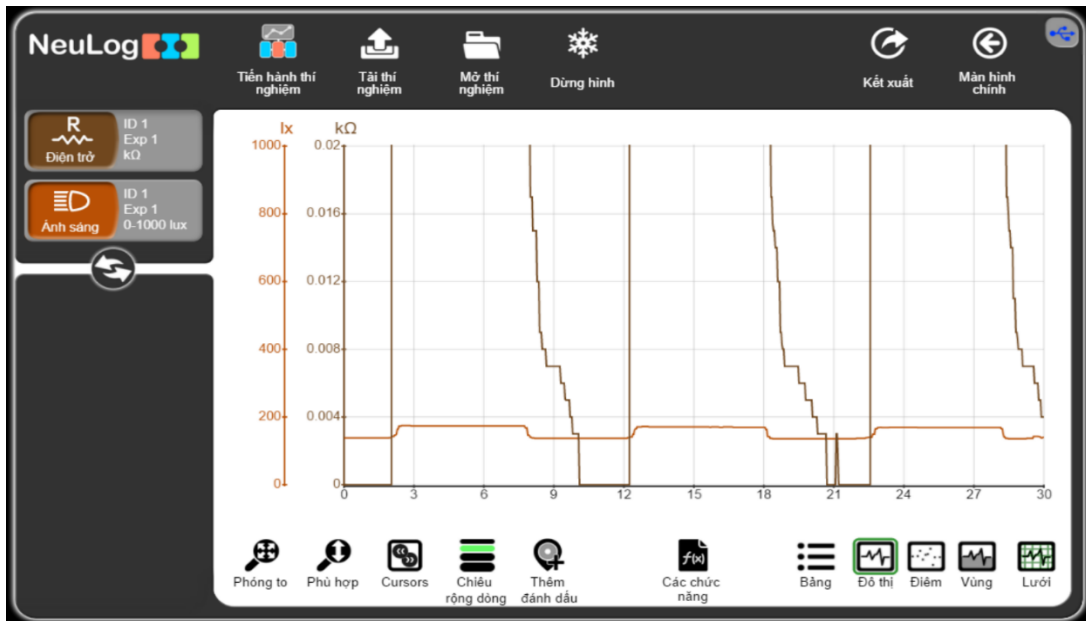 NeuLog
Tiến hành thí
nghiệm
Tải thí
nghiệm
Mở thí
nghiệm
Dừng hình
Kết xuất
Màn hình
chính
R
Điện trở
ID 1
Exp 1
kΩ
Ánh sáng
ID 1
Exp 1
0-1000 lux
lx kΩ
1000 0.02
800 0.016
600 0.012
400 0.008
200 0.004
0 0
0 3 6 9 12 15 18 21 24 27 30
Phóng to
Phù hợp
Cursors
Chiều
rộng dòng
Thêm
đánh dấu
f(x)
Các chức
năng
Bảng
Đồ thị
Điểm
Vùng
Lưới